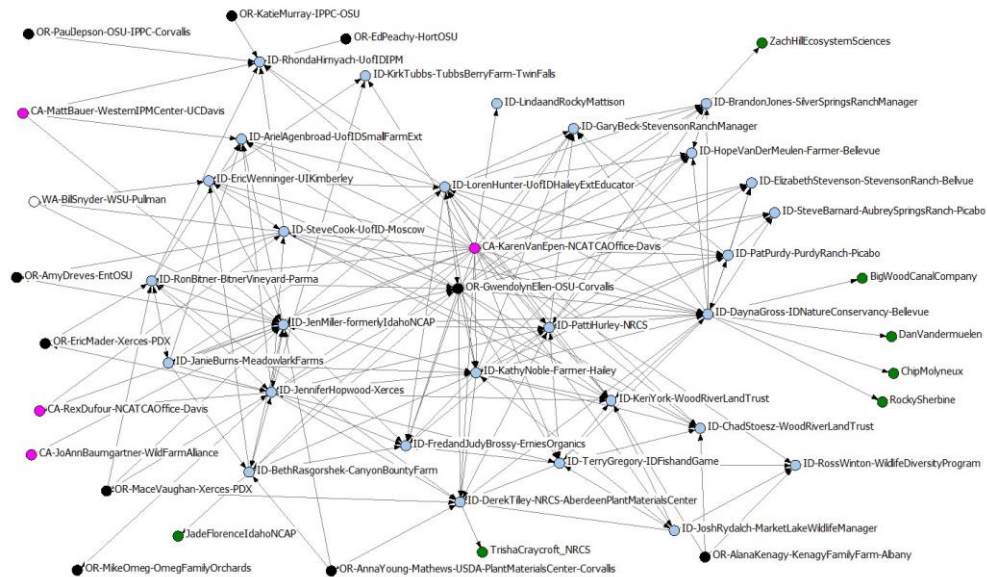 OR-KatieMurray-IPPC-OSU
OR-PaulJepson-OSU-IPPC-Corvallis
OR-EdPeachy-HortOSU
ZachHillEcosystemSciences
ID-RhondaHirnyach-UofIDIPM
ID-KirkTubbs-TubbsBerryFarm-TwinFalls
CA-MattBauer-WesternIPMCenter-UCDavis
ID-LindaandRockyMattison
ID-BrandonJones-SilverSpringsRanchManager
ID-GaryBeck-StevensonRanchManager
ID-ArielAgenbroad-UofIDSmallFarmExt
ID-HopeVanDerMeulen-Farmer-Bellevue
ID-EricWenninger-UIKimberley
ID-LorenHunter-UofIDHaileyExtEducator
ID-ElizabethStevenson-StevensonRanch-Bellvue
WA-BillSnyder-WSU-Pullman
ID-SteveBarnard-AubreySpringsRanch-Picabo
ID-SteveCook-UofID-Moscow
CA-KarenVanEpen-NCATCAOffice-Davis
ID-PatPurdy-PurdyRanch-Picabo
OR-AmyDreves-EntOSU
ID-RonBitner-BitnerVineyard-Parma
BigWoodCanalCompany
OR-GwendolynEllen-OSU-Corvallis
ID-DaynaGross-IDNatureConservancy-Bellevue
ID-JenMiller-formerlyIdahoNCAP
ID-PattiHurley-NRCS
DanVandermuelen
OR-EricMader-Xerces-PDX
ID-JanieBurns-MeadowlarkFarms
ID-KathyNoble-Farmer-Hailey
ChipMolyneux
ID-JenniferHopwood-Xerces
ID-KeriYork-WoodRiverLandTrust
RockySherbine
CA-RexDufour-NCATCAOffice-Davis
ID-ChadStoesz-WoodRiverLandTrust
ID-FredandJudyBrossy-ErniesOrganics
CA-JoAnnBaumgartner-WildFarmAlliance
ID-BethRasgorshek-CanyonBountyFarm
ID-TerryGregory-IDFishandGame
ID-RossWinton-WildlifeDiversityProgram
OR-MaceVaughan-Xerces-PDX
ID-DerekTilley-NRCS-AberdeenPlantMaterialsCenter
ID-JoshRydalch-MarketLakeWildlifeManager
JadeFlorenceIdahoNCAP
TrishaCraycroft_NRCS
OR-AlanaKenagy-KenagyFamilyFarm-Albany
OR-MikeOmeg-OmegFamilyOrchards
OR-AnnaYoung-Mathews-USDA-PlantMaterialsCenter-Corvallis